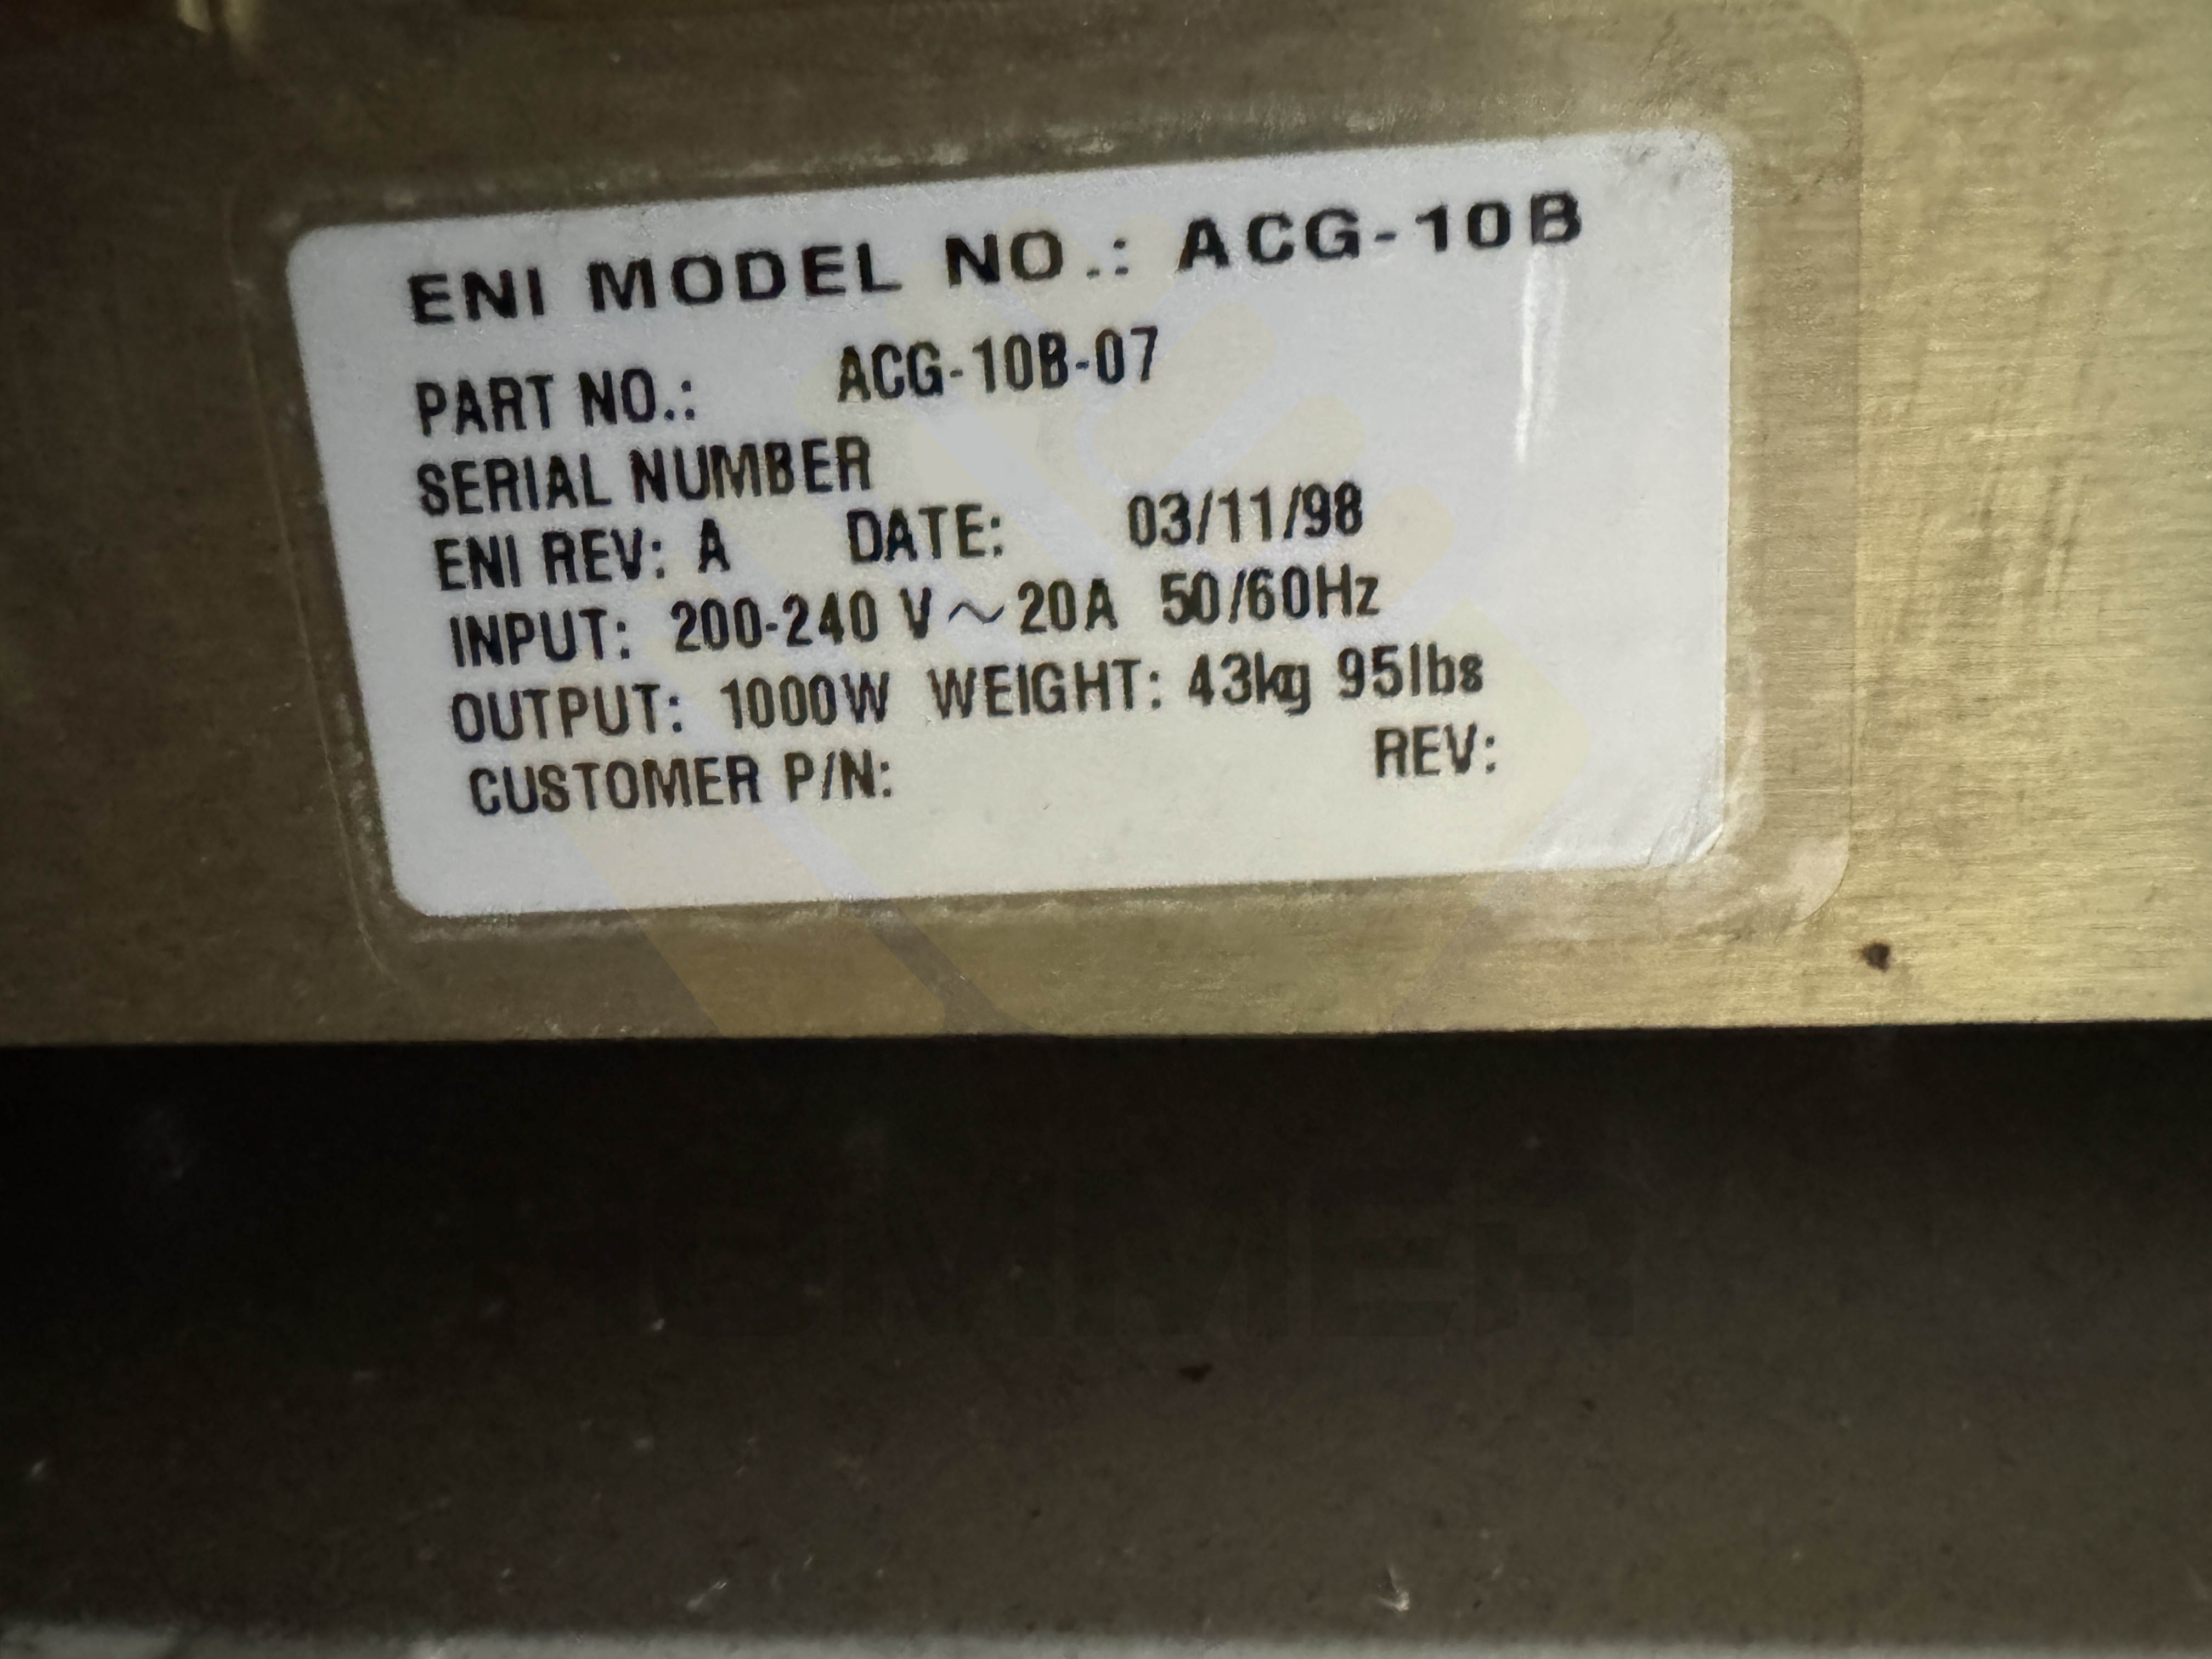 ENI MODEL NO.: ACG-10B
PART NO.: ACG-10B-07
SERIAL NUMBER
ENI REV: A DATE: 03/11/98
INPUT: 200-240 V ~ 20A 50/60Hz
OUTPUT: 1000W WEIGHT: 43kg 95lbs
CUSTOMER P/N: REV: